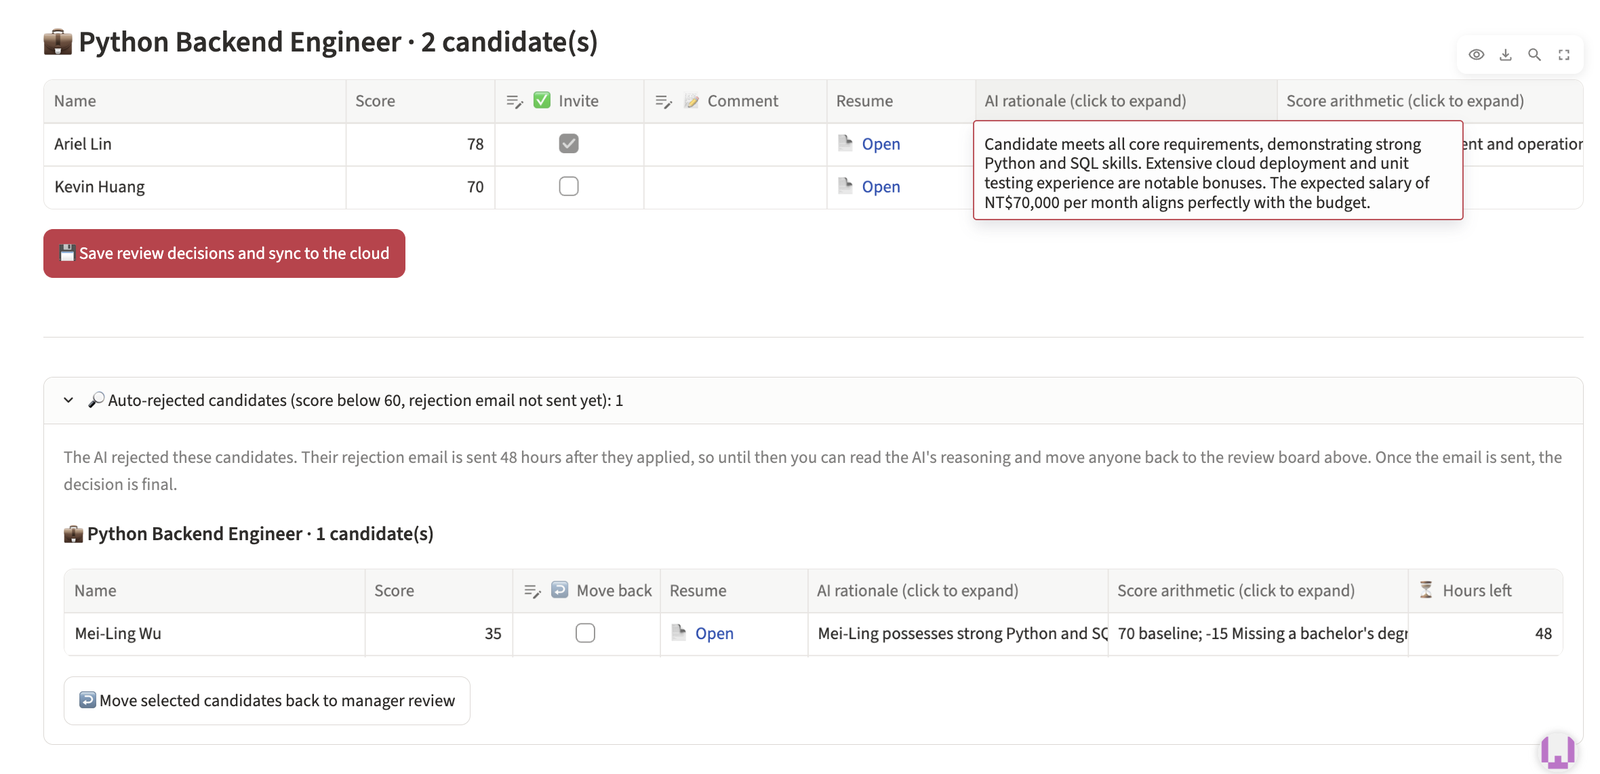 💼 Python Backend Engineer · 2 candidate(s)
Name Score ✅ Invite 📝 Comment Resume AI rationale (click to expand) Score arithmetic (click to expand)
Ariel Lin 78 Open
Candidate meets all core requirements, demonstrating strong
Python and SQL skills. Extensive cloud deployment and unit
testing experience are notable bonuses. The expected salary of
NT$70,000 per month aligns perfectly with the budget.
and operation
Kevin Huang 70 Open
💾 Save review decisions and sync to the cloud
🔎 Auto-rejected candidates (score below 60, rejection email not sent yet): 1
The AI rejected these candidates. Their rejection email is sent 48 hours after they applied, so until then you can read the AI's reasoning and move anyone back to the review board above. Once the email is sent, the
decision is final.
💼 Python Backend Engineer · 1 candidate(s)
Name Score ↩️ Move back Resume AI rationale (click to expand) Score arithmetic (click to expand) ⏳ Hours left
Mei-Ling Wu 35 Open Mei-Ling possesses strong Python and 70 baseline; -15 Missing a bachelor's 48
↩️ Move selected candidates back to manager review